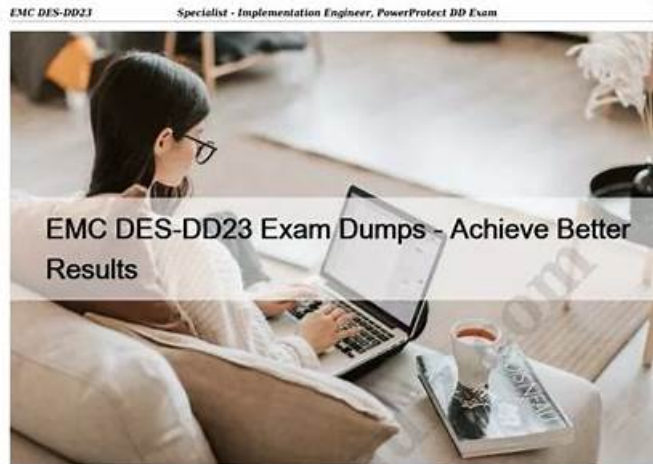 EMC DES-DD23 Specialist - Implementation Engineer, PowerProtect DD Exam
EMC DES-DD23 Exam Dumps - Achieve Better
Results